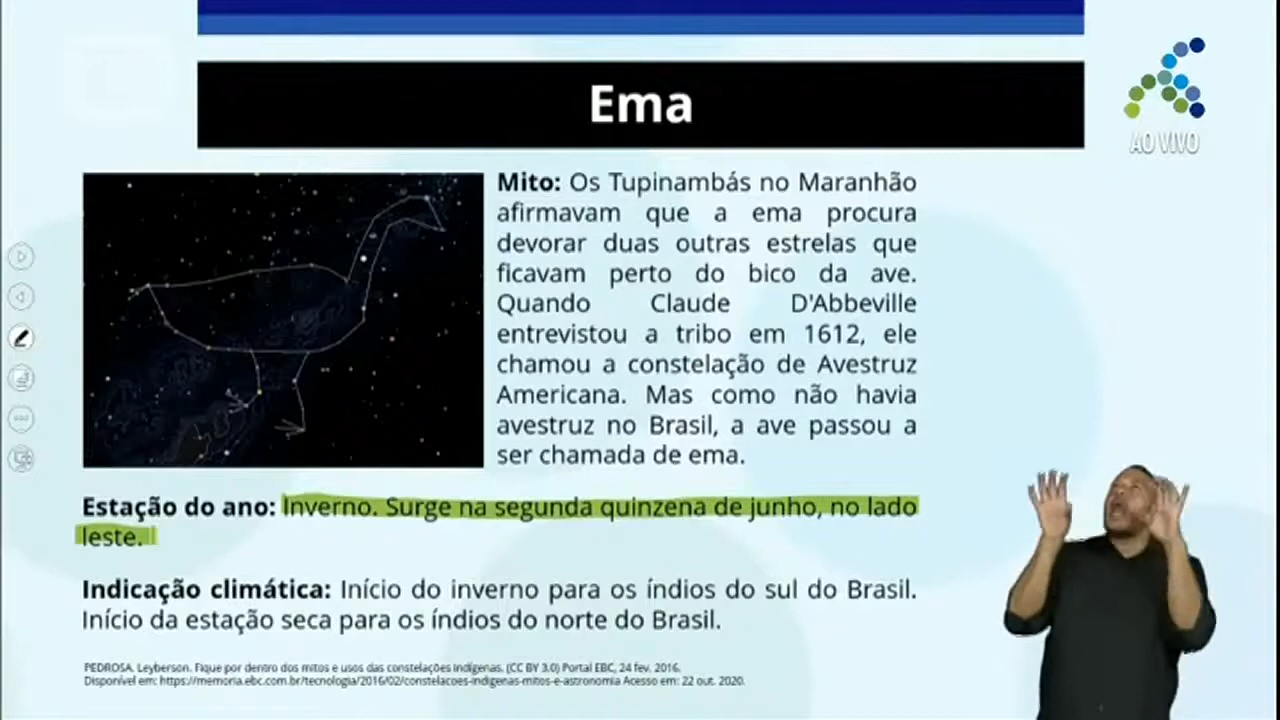 Ema
AO VIVO
Mito: Os Tupinambás no Maranhão
afirmavam que a ema procura
devorar duas outras estrelas que
ficavam perto do bico da ave.
Quando Claude D'Abbeville
entrevistou a tribo em 1612, ele
chamou a constelação de Avestruz
Americana. Mas como não havia
avestruz no Brasil, a ave passou a
ser chamada de ema.
Estação do ano: Inverno. Surge na segunda quinzena de junho, no lado
leste.
Indicação climática: Início do inverno para os índios do sul do Brasil.
Início da estação seca para os índios do norte do Brasil.
PEDROSA. Leyberson. Fique por dentro dos mitos e usos das constelações indígenas. (CC BY 3.0) Portal EBC, 24 fev. 2016.
Disponível em: https://memoria.ebc.com.br/tecnologia/2016/02/constelacoes-indigenas-mitos-e-astronomia Acesso em: 22 out. 2020.